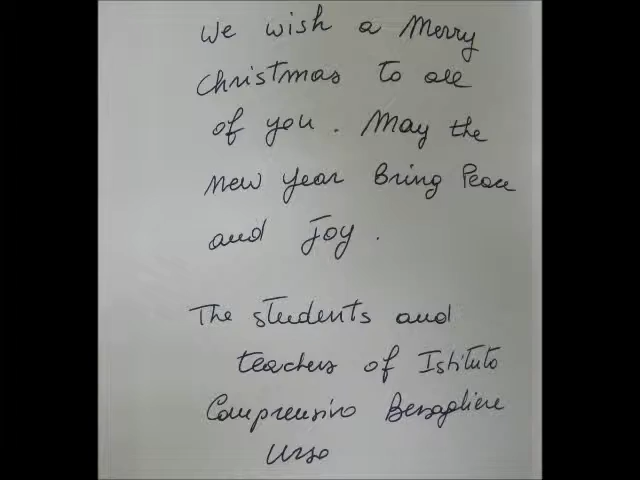 We wish a Merry
Christmas to all
of you. May the
new year Bring Peace
and Joy.
The students and
teachers of Istituto
Comprensivo Bersagliere
Urso